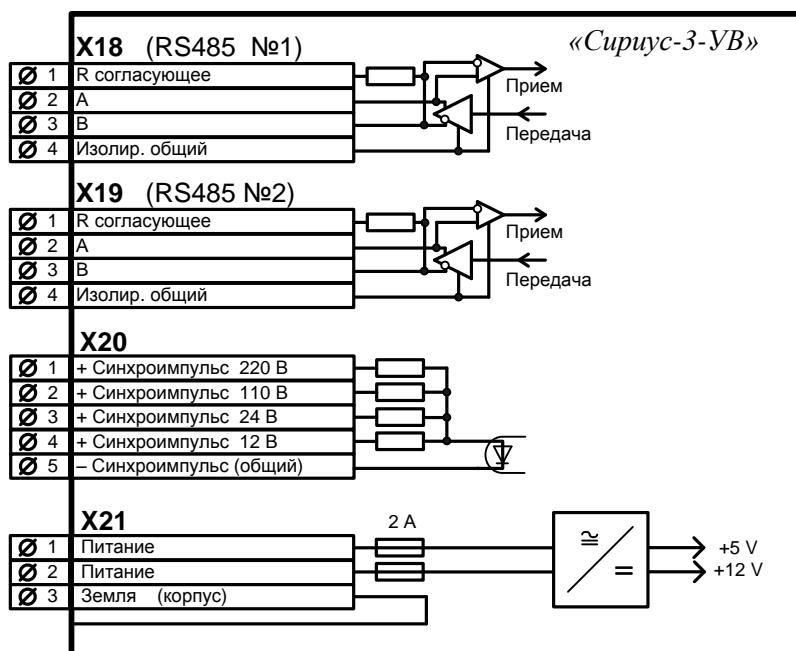 X18 (RS485 №1) «Сириус-3-УВ»
1 R согласующее
2 A
3 B
4 Изолир. общий
Прием
Передача
X19 (RS485 №2)
1 R согласующее
2 A
3 B
4 Изолир. общий
Прием
Передача
X20
1 + Синхроимпульс 220 В
2 + Синхроимпульс 110 В
3 + Синхроимпульс 24 В
4 + Синхроимпульс 12 В
5 – Синхроимпульс (общий)
X21 2 А
1 Питание
2 Питание
3 Земля (корпус)
≅
=
+5 V
+12 V